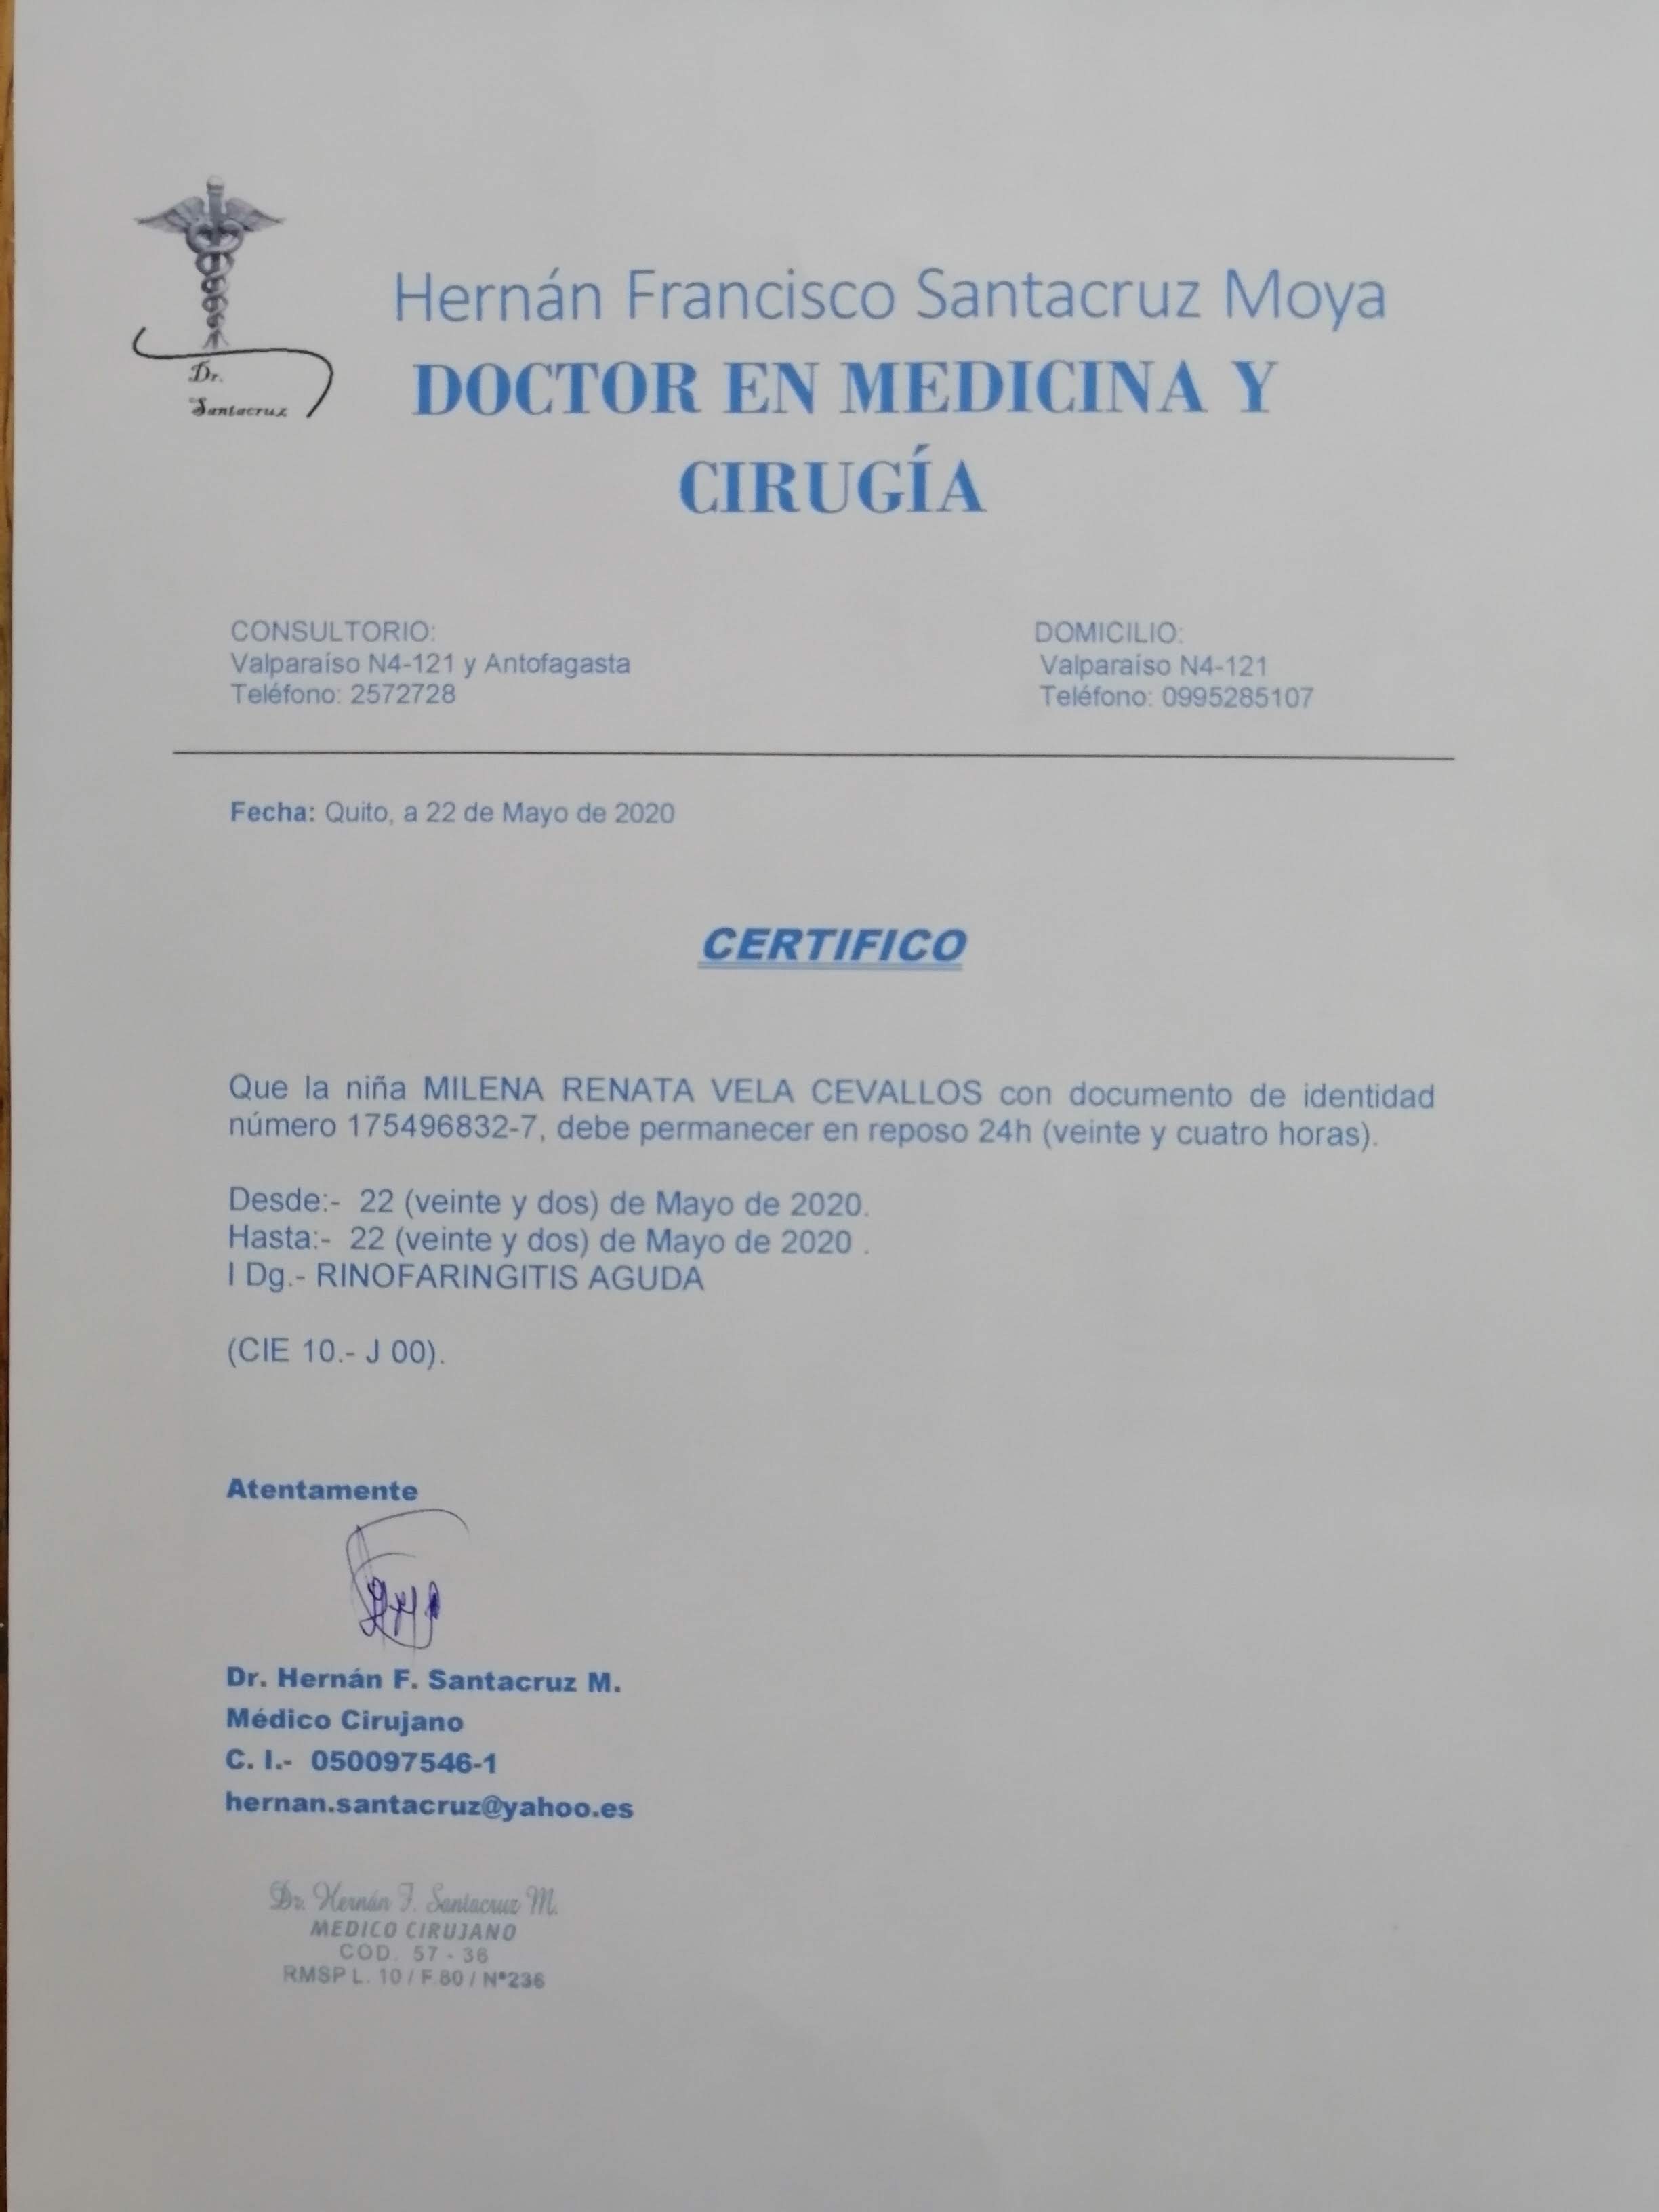 Dr.
Santacruz
Hernán Francisco Santacruz Moya
DOCTOR EN MEDICINA Y
CIRUGÍA
CONSULTORIO:
Valparaíso N4-121 y Antofagasta
Teléfono: 2572728
DOMICILIO:
Valparaíso N4-121
Teléfono: 0995285107
Fecha: Quito, a 22 de Mayo de 2020
CERTIFICO
Que la niña MILENA RENATA VELA CEVALLOS con documento de identidad
número 175496832-7, debe permanecer en reposo 24h (veinte y cuatro horas).
Desde:- 22 (veinte y dos) de Mayo de 2020.
Hasta:- 22 (veinte y dos) de Mayo de 2020 .
I Dg.- RINOFARINGITIS AGUDA
(CIE 10.- J 00).
Atentamente
Dr. Hernán F. Santacruz M.
Médico Cirujano
C. I.- 050097546-1
hernan.santacruz@yahoo.es
Dr. Hernán F. Santacruz M.
MEDICO CIRUJANO
COD. 57 - 36
RMSP L. 10 / F.80 / N°236